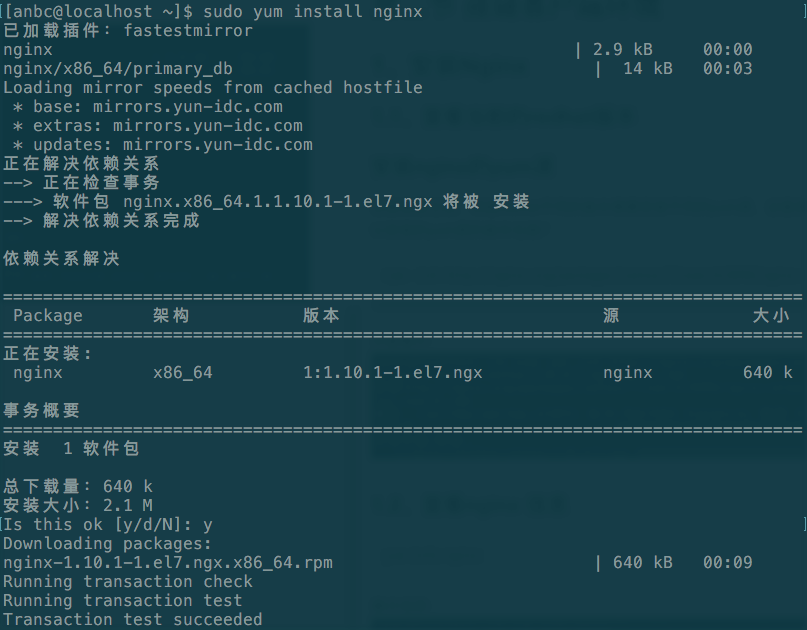 [[anbc@localhost ~]$ sudo yum install nginx
已加载插件：fastestmirror
nginx | 2.9 kB 00:00
nginx/x86_64/primary_db | 14 kB 00:03
Loading mirror speeds from cached hostfile
* base: mirrors.yun-idc.com
* extras: mirrors.yun-idc.com
* updates: mirrors.yun-idc.com
正在解决依赖关系
--> 正在检查事务
---> 软件包 nginx.x86_64.1.1.10.1-1.el7.ngx 将被 安装
--> 解决依赖关系完成
依赖关系解决
================================================================================
Package 架构 版本 源 大小
================================================================================
正在安装:
nginx x86_64 1:1.10.1-1.el7.ngx nginx 640 k
事务概要
================================================================================
安装 1 软件包
总下载量：640 k
安装大小：2.1 M
[Is this ok [y/d/N]: y ]
Downloading packages:
nginx-1.10.1-1.el7.ngx.x86_64.rpm | 640 kB 00:09
Running transaction check
Running transaction test
Transaction test succeeded